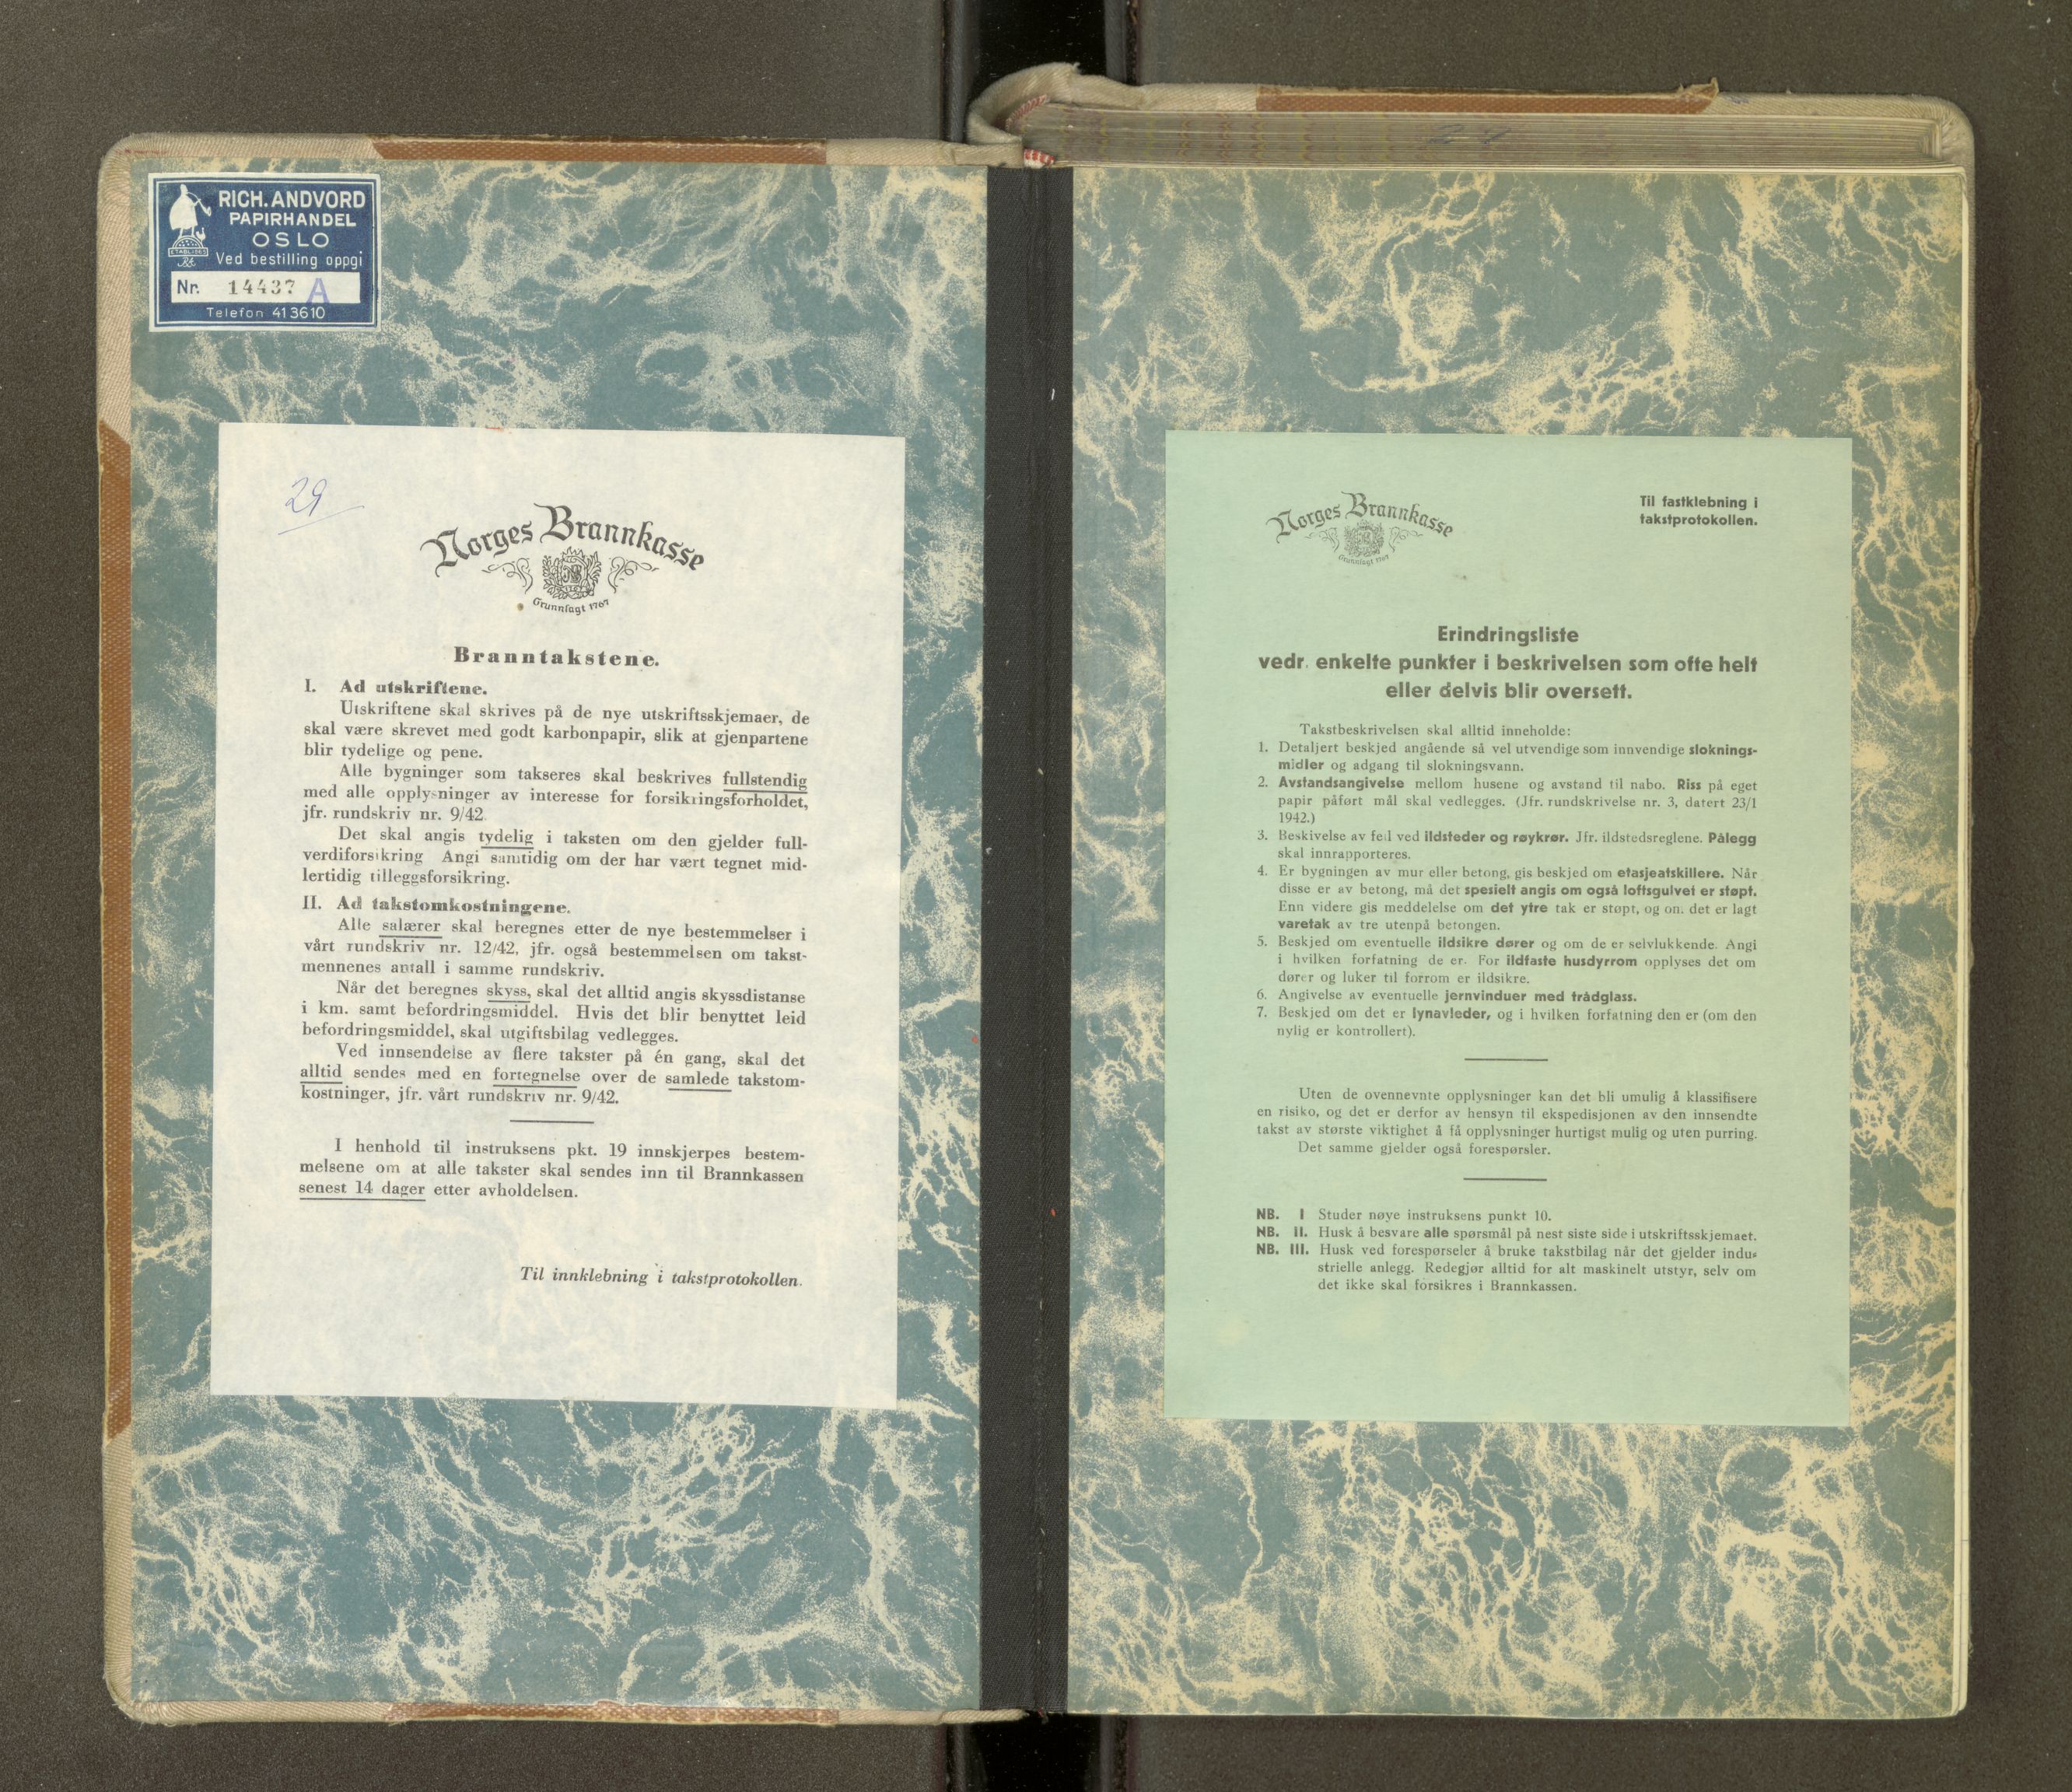 RICH. ANDVORD
PAPIRHANDEL
OSLO
Ved bestilling oppgi
Nr. 14437 A
Telefon 413610
29
Norges Brannkasse
Grunnlagt 1767
Branntakstene.
I. Ad utskriftene.
Utskriftene skal skrives på de nye utskriftsskjemaer, de
skal være skrevet med godt karbonpapir, slik at gjenpartene
blir tydelige og pene.
Alle bygninger som takseres skal beskrives fullstendig
med alle opplysninger av interesse for forsikringsforholdet,
jfr. rundskriv nr. 9/42
Det skal angis tydelig i taksten om den gjelder full-
verdiforsikring Angi samtidig om der har vært tegnet mid-
lertidig tilleggsforsikring.
II. Ad takstomkostningene.
Alle salærer skal beregnes etter de nye bestemmelser i
vårt rundskriv nr. 12/42, jfr. også bestemmelsen om takst-
mennenes antall i samme rundskriv.
Når det beregnes skyss, skal det alltid angis skyssdistanse
i km. samt befordringsmiddel. Hvis det blir benyttet leid
befordringsmiddel, skal utgiftsbilag vedlegges.
Ved innsendelse av flere takster på én gang, skal det
alltid sendes med en fortegnelse over de samlede takstom-
kostninger, jfr. vårt rundskriv nr. 9/42.
I henhold til instruksens pkt. 19 innskjerpes bestem-
melsene om at alle takster skal sendes inn til Brannkassen
senest 14 dager etter avholdelsen.
Til innklebning i takstprotokollen.
24
Norges Brannkasse
Grunnlagt 1767
Til fastklebning i
takstprotokollen.
Erindringsliste
vedr. enkelte punkter i beskrivelsen som ofte helt
eller delvis blir oversett.
Takstbeskrivelsen skal alltid inneholde:
1. Detaljert beskjed angående så vel utvendige som innvendige sloknings-
midler og adgang til slokningsvann.
2. Avstandsangivelse mellom husene og avstand til nabo. Riss på eget
papir påført mål skal vedlegges. (Jfr. rundskrivelse nr. 3, datert 23/1
1942.)
3. Beskivelse av feil ved ildsteder og røykrør. Jfr. ildstedsreglene. Pålegg
skal innrapporteres.
4. Er bygningen av mur eller betong, gis beskjed om etasjeatskillere. Når
disse er av betong, må det spesielt angis om også loftsgulvet er støpt.
Enn videre gis meddelelse om det ytre tak er støpt, og om det er lagt
varetak av tre utenpå betongen.
5. Beskjed om eventuelle ildsikre dører og om de er selvlukkende. Angi
i hvilken forfatning de er. For ildfaste husdyrrom opplyses det om
dører og luker til forrom er ildsikre.
6. Angivelse av eventuelle jernvinduer med trådglass.
7. Beskjed om det er lynavleder, og i hvilken forfatning den er (om den
nylig er kontrollert).
Uten de ovennevnte opplysninger kan det bli umulig å klassifisere
en risiko, og det er derfor av hensyn til ekspedisjonen av den innsendte
takst av største viktighet å få opplysninger hurtigst mulig og uten purring.
Det samme gjelder også forespørsler.
NB. I Studer nøye instruksens punkt 10.
NB. II. Husk å besvare alle spørsmål på nest siste side i utskriftsskjemaet.
NB. III. Husk ved forespørseler å bruke takstbilag når det gjelder indu-
strielle anlegg. Redegjør alltid for alt maskinelt utstyr, selv om
det ikke skal forsikres i Brannkassen.